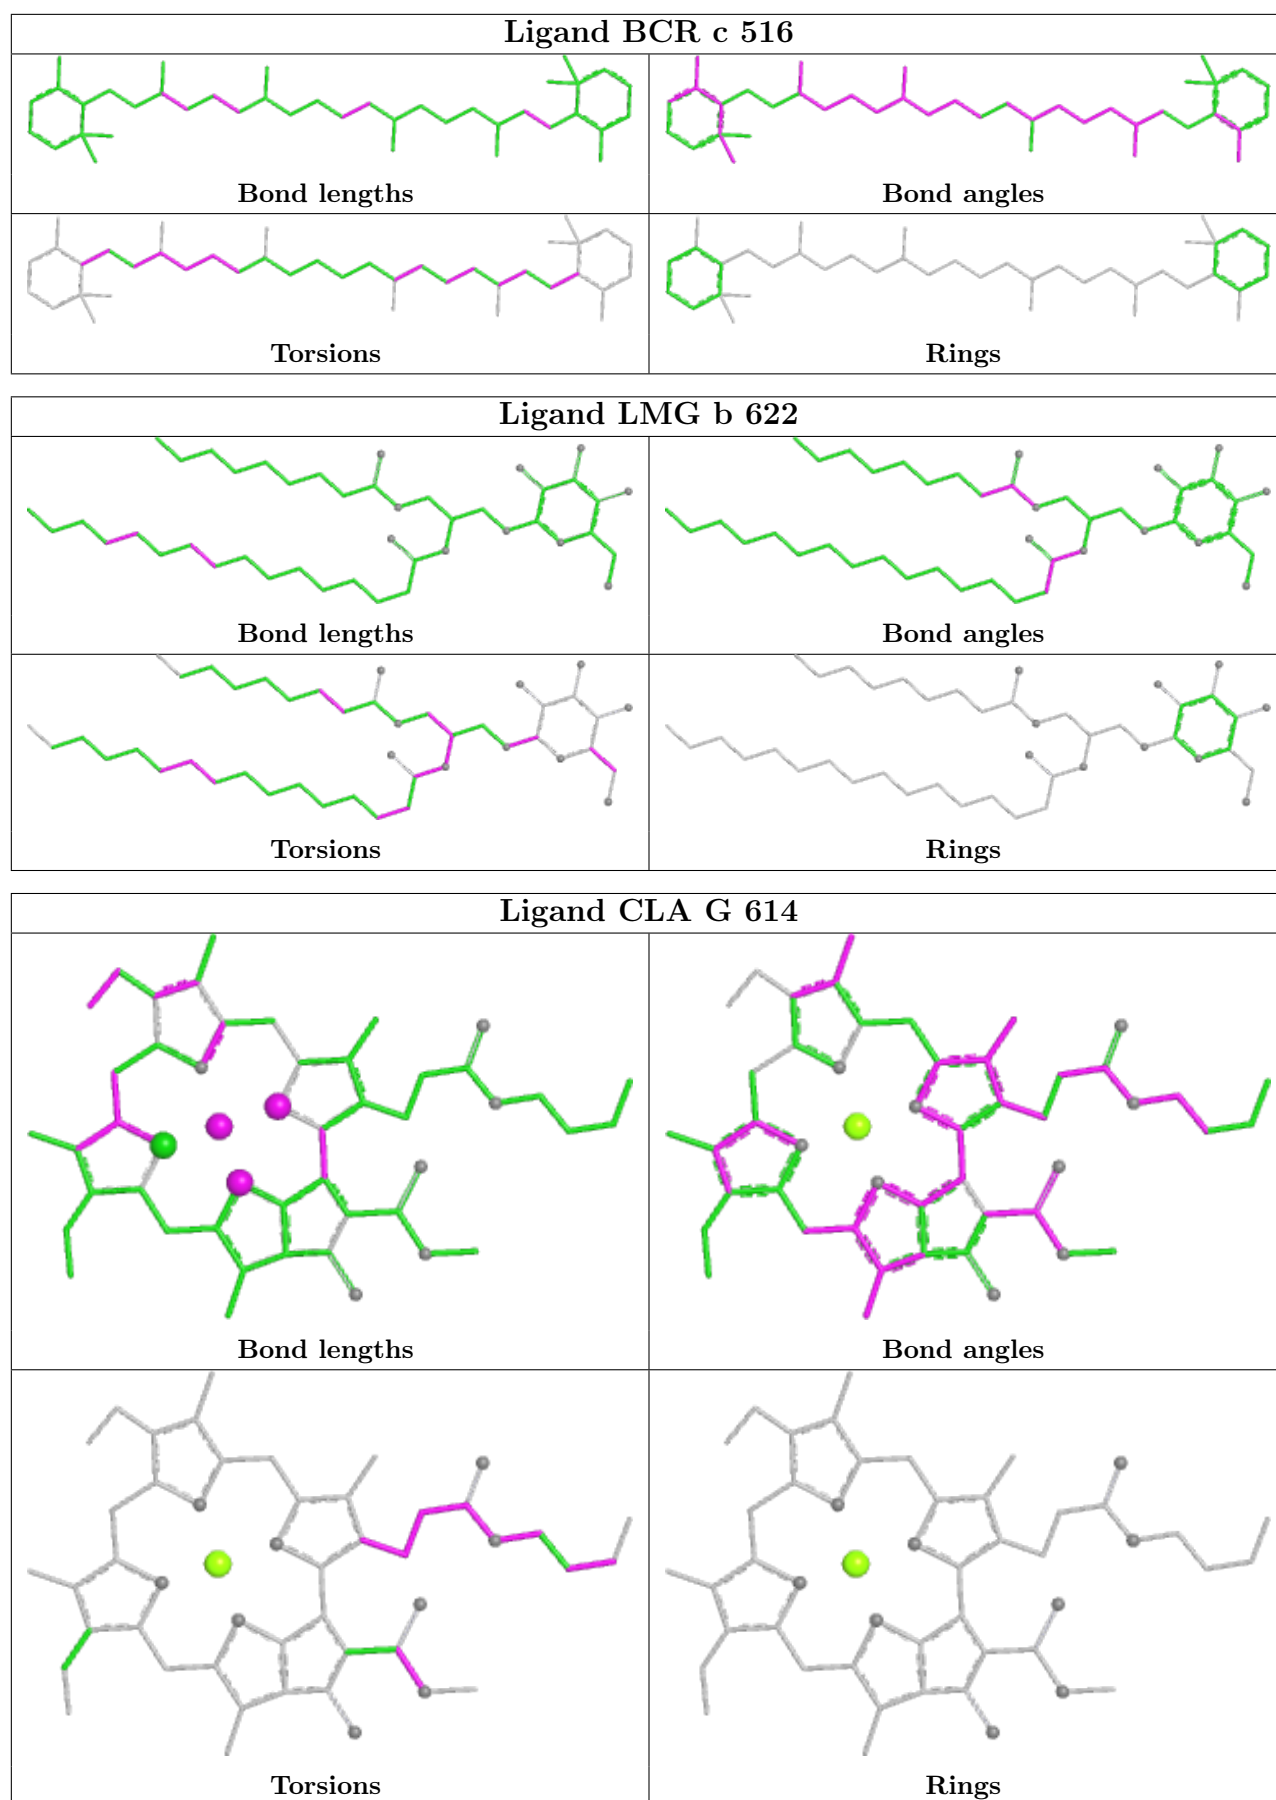 Ligand BCR c 516
Bond lengths
Bond angles
Torsions
Rings
Ligand LMG b 622
Bond lengths
Bond angles
Torsions
Rings
Ligand CLA G 614
Bond lengths
Bond angles
Torsions
Rings